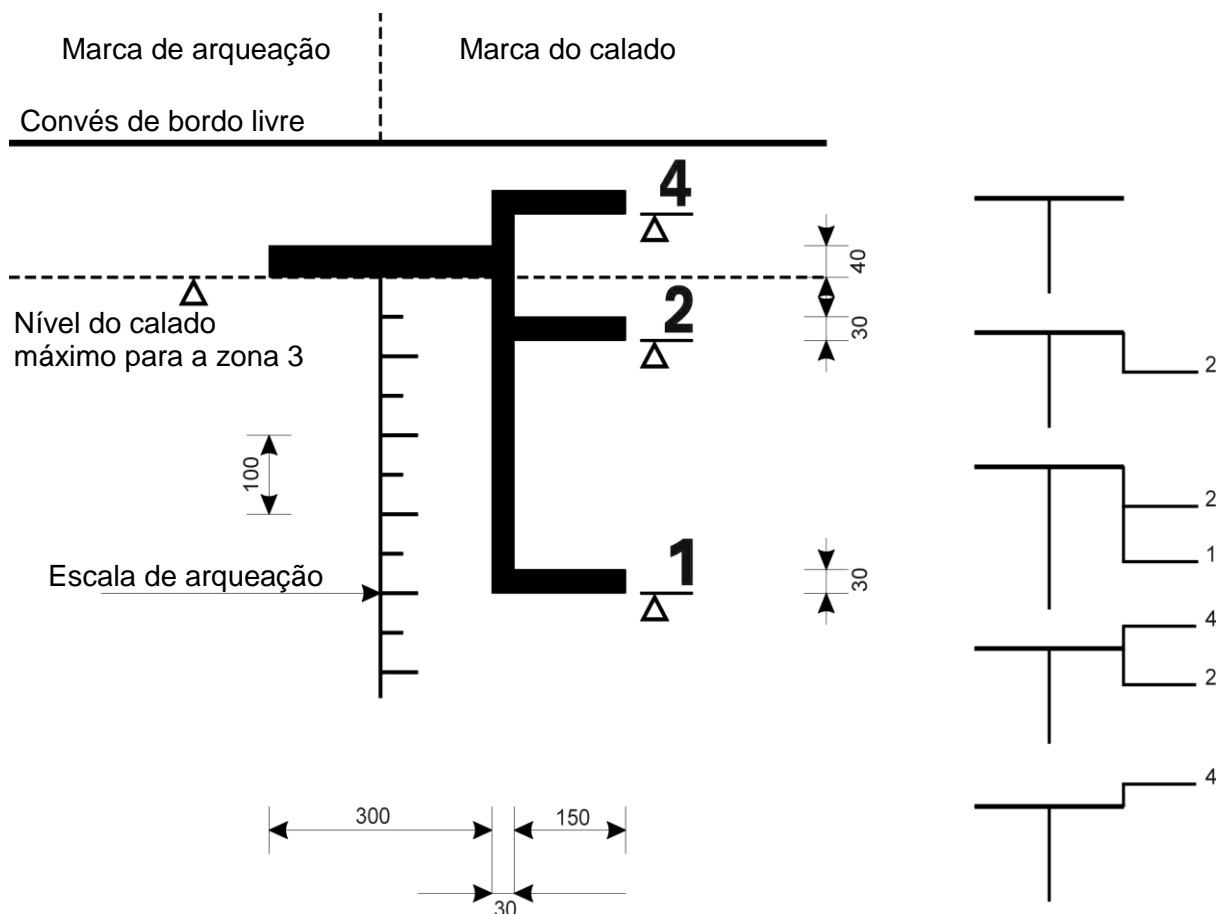 Marca de arqueação
Marca do calado
Convés de bordo livre
4
40
Nível do calado
máximo para a zona 3
2
30
100
Escala de arqueação
1
30
300
150
30
2
2
1
4
2
4